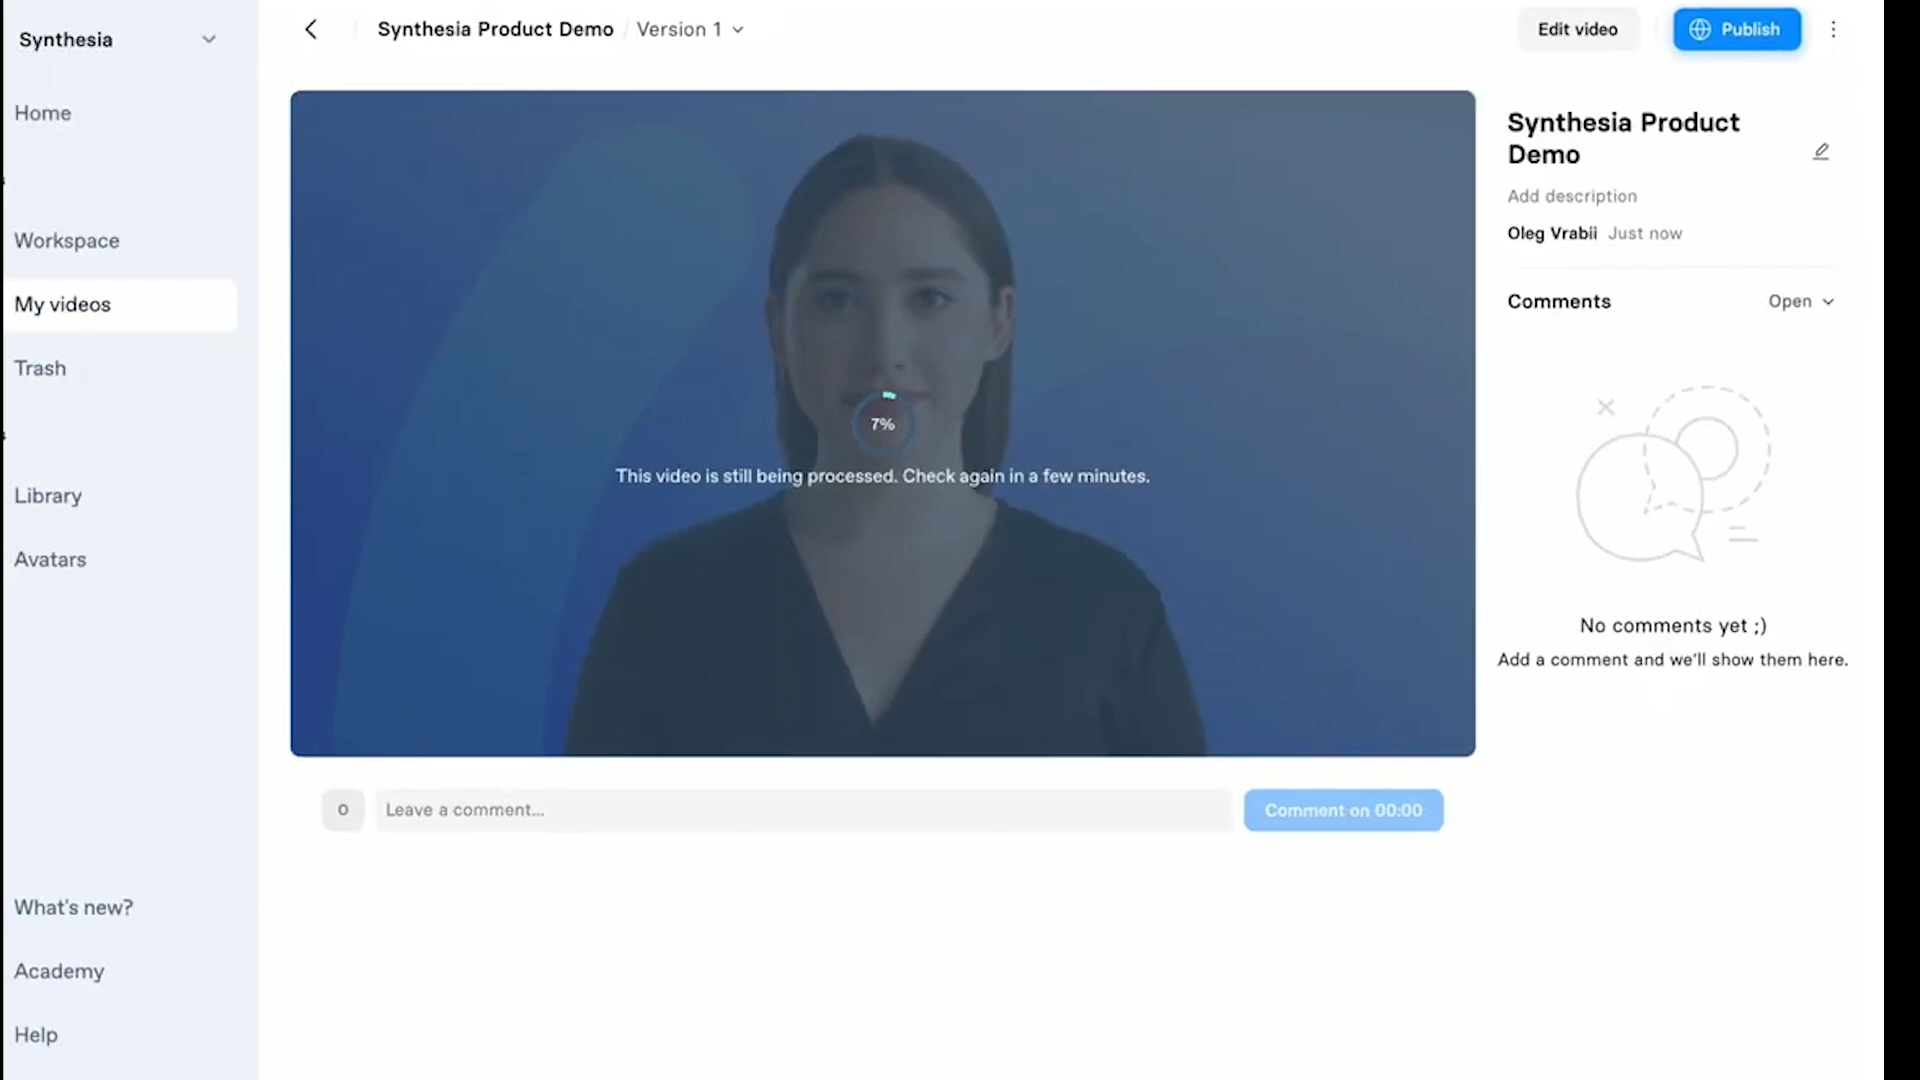 Synthesia
Home
Workspace
My videos
Trash
Library
Avatars
What's new?
Academy
Help
Synthesia Product Demo / Version 1
Edit video
Publish
7%
This video is still being processed. Check again in a few minutes.
0
Leave a comment...
Comment on 00:00
Synthesia Product
Demo
Add description
Oleg Vrabii Just now
Comments
Open
No comments yet ;)
Add a comment and we'll show them here.